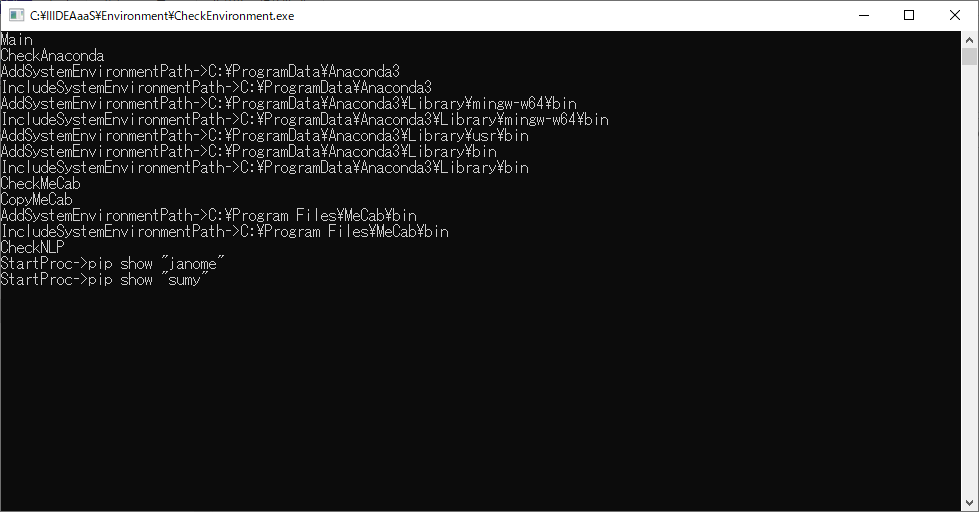 C:¥IIIDEAaaS¥Environment¥CheckEnvironment.exe
Main
CheckAnaconda
AddSystemEnvironmentPath->C:¥ProgramData¥Anaconda3
IncludeSystemEnvironmentPath->C:¥ProgramData¥Anaconda3
AddSystemEnvironmentPath->C:¥ProgramData¥Anaconda3¥Library¥mingw-w64¥bin
IncludeSystemEnvironmentPath->C:¥ProgramData¥Anaconda3¥Library¥mingw-w64¥bin
AddSystemEnvironmentPath->C:¥ProgramData¥Anaconda3¥Library¥usr¥bin
AddSystemEnvironmentPath->C:¥ProgramData¥Anaconda3¥Library¥bin
IncludeSystemEnvironmentPath->C:¥ProgramData¥Anaconda3¥Library¥bin
CheckMeCab
CopyMeCab
AddSystemEnvironmentPath->C:¥Program Files¥MeCab¥bin
IncludeSystemEnvironmentPath->C:¥Program Files¥MeCab¥bin
CheckNLP
StartProc->pip show "janome"
StartProc->pip show "sumy"